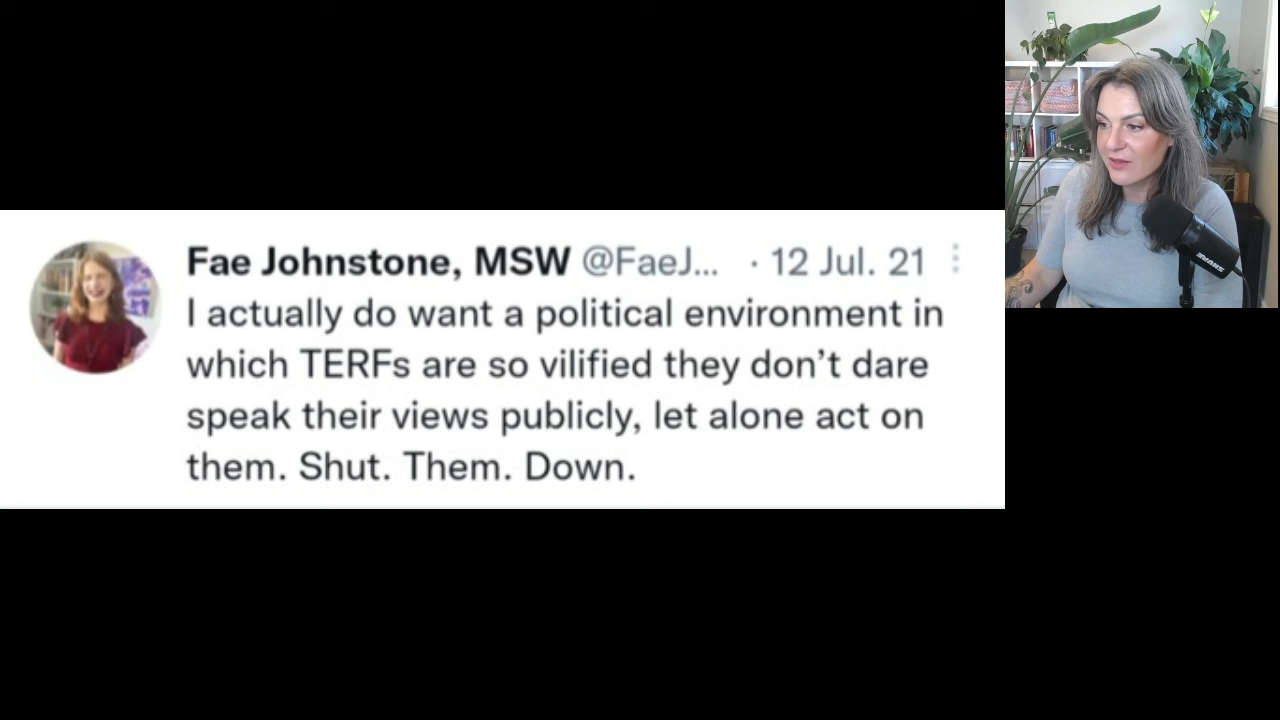 Fae Johnstone, MSW @FaeJ... · 12 Jul. 21
I actually do want a political environment in
which TERFs are so vilified they don’t dare
speak their views publicly, let alone act on
them. Shut. Them. Down.
SHURE